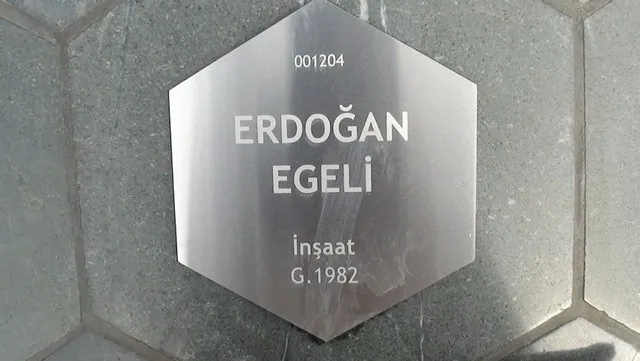 001204
ERDOĞAN
EGELİ
İnşaat
G.1982